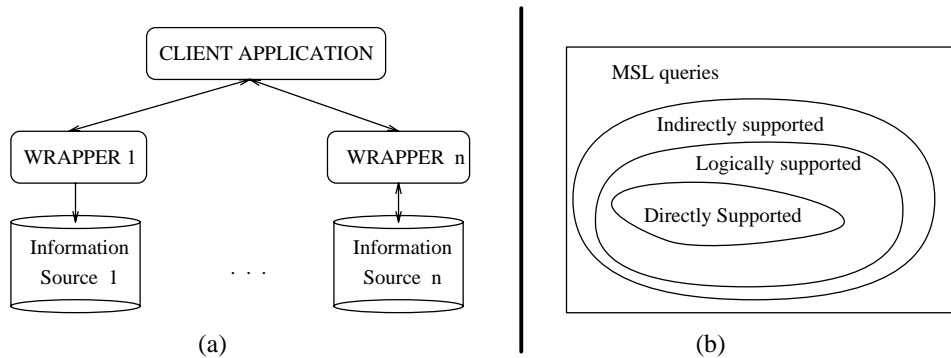 CLIENT APPLICATION
WRAPPER 1
WRAPPER n
Information
Source 1
. . .
Information
Source n
(a)
MSL queries
Indirectly supported
Logically supported
Directly Supported
(b)